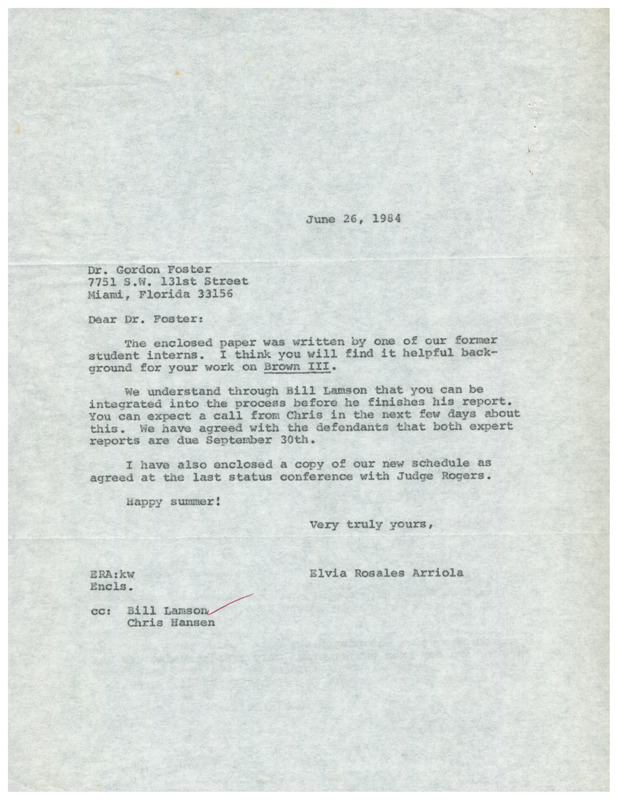 June 26, 1984
Dr. Gordon Foster
7751 S.W. 131st Street
Miami, Florida 33156
Dear Dr. Foster:
The enclosed paper was written by one of our former
student interns. I think you will find it helpful back-
ground for your work on Brown III.
We understand through Bill Lamson that you can be
integrated into the process before he finishes his report.
You can expect a call from Chris in the next few days about
this. We have agreed with the defendants that both expert
reports are due September 30th.
I have also enclosed a copy of our new schedule as
agreed at the last status conference with Judge Rogers.
Happy summer!
Very truly yours,
ERA:kw Elvia Rosales Arriola
Encls.
cc: Bill Lamson
Chris Hansen